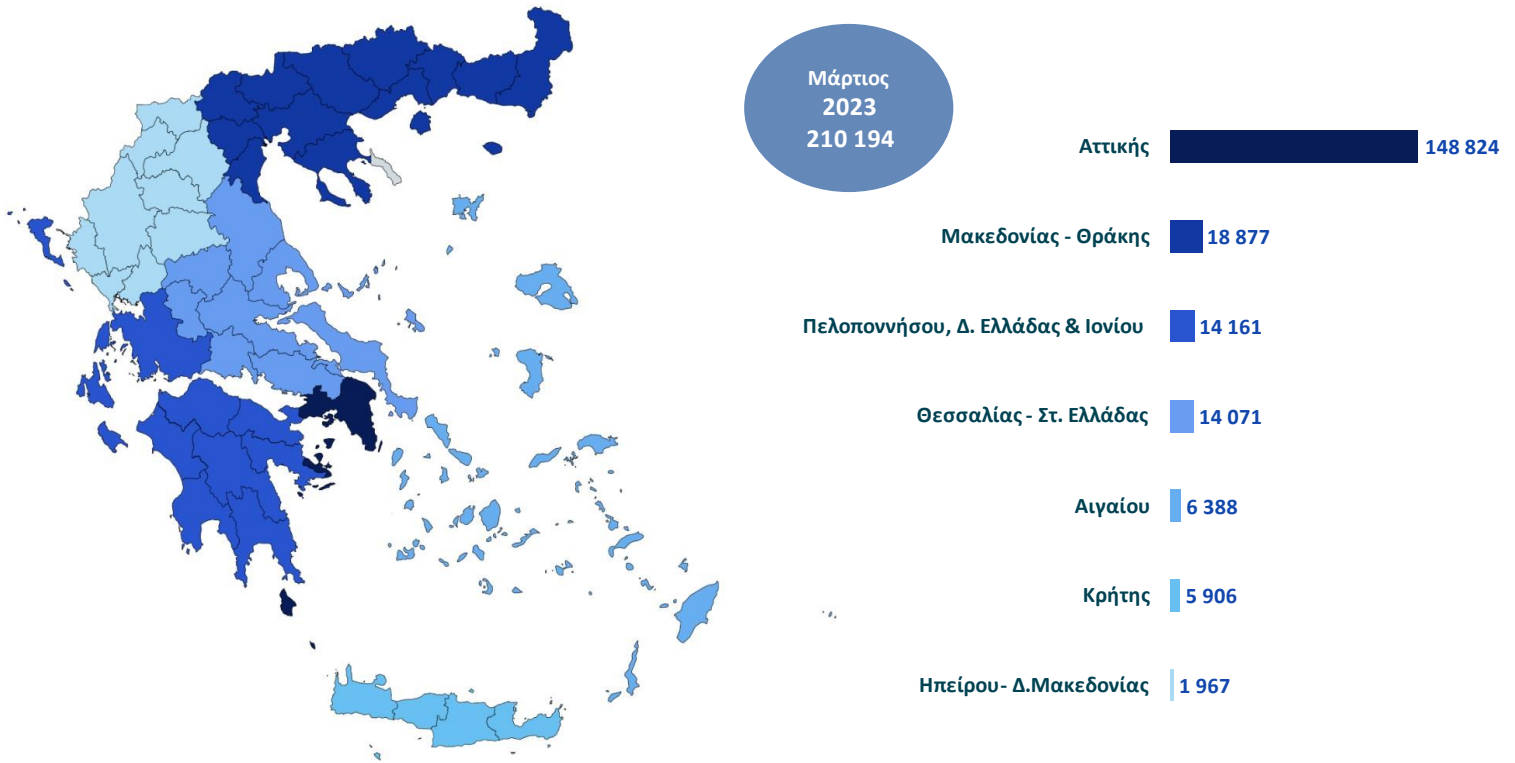 Μάρτιος
2023
210 194
Αττικής 148 824
Μακεδονίας - Θράκης 18 877
Πελοποννήσου, Δ. Ελλάδας & Ιονίου 14 161
Θεσσαλίας - Στ. Ελλάδας 14 071
Αιγαίου 6 388
Κρήτης 5 906
Ηπείρου- Δ.Μακεδονίας 1 967